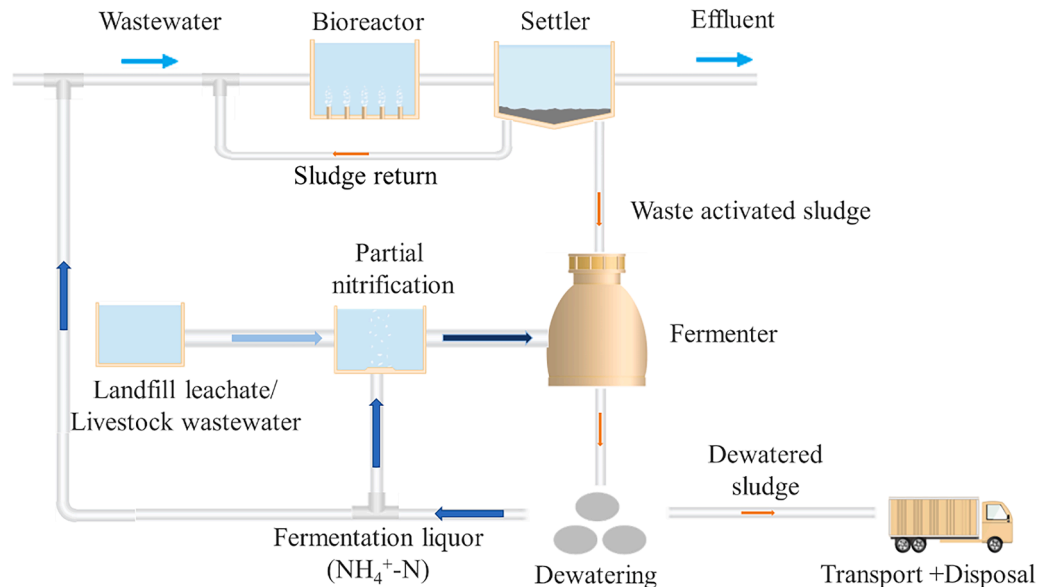 Wastewater
Bioreactor
Settler
Effluent
Sludge return
Waste activated sludge
Partial
nitrification
Fermenter
Landfill leachate/
Livestock wastewater
Dewatered
sludge
Fermentation liquor
(NH₄⁺-N)
Dewatering
Transport +Disposal